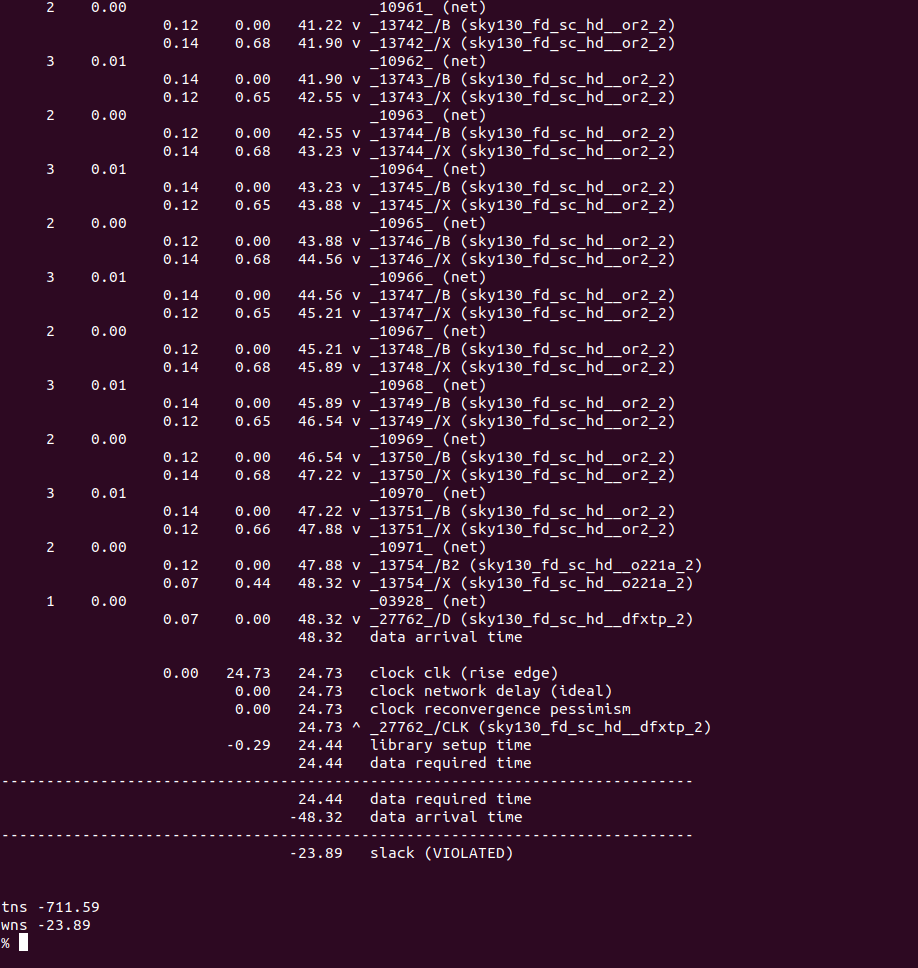 2 0.00 _10961_ (net)
0.12 0.00 41.22 v _13742_/B (sky130_fd_sc_hd__or2_2)
0.14 0.68 41.90 v _13742_/X (sky130_fd_sc_hd__or2_2)
3 0.01 _10962_ (net)
0.14 0.00 41.90 v _13743_/B (sky130_fd_sc_hd__or2_2)
0.12 0.65 42.55 v _13743_/X (sky130_fd_sc_hd__or2_2)
2 0.00 _10963_ (net)
0.12 0.00 42.55 v _13744_/B (sky130_fd_sc_hd__or2_2)
0.14 0.68 43.23 v _13744_/X (sky130_fd_sc_hd__or2_2)
3 0.01 _10964_ (net)
0.14 0.00 43.23 v _13745_/B (sky130_fd_sc_hd__or2_2)
0.12 0.65 43.88 v _13745_/X (sky130_fd_sc_hd__or2_2)
2 0.00 _10965_ (net)
0.12 0.00 43.88 v _13746_/B (sky130_fd_sc_hd__or2_2)
0.14 0.68 44.56 v _13746_/X (sky130_fd_sc_hd__or2_2)
3 0.01 _10966_ (net)
0.14 0.00 44.56 v _13747_/B (sky130_fd_sc_hd__or2_2)
0.12 0.65 45.21 v _13747_/X (sky130_fd_sc_hd__or2_2)
2 0.00 _10967_ (net)
0.12 0.00 45.21 v _13748_/B (sky130_fd_sc_hd__or2_2)
0.14 0.68 45.89 v _13748_/X (sky130_fd_sc_hd__or2_2)
3 0.01 _10968_ (net)
0.14 0.00 45.89 v _13749_/B (sky130_fd_sc_hd__or2_2)
0.12 0.65 46.54 v _13749_/X (sky130_fd_sc_hd__or2_2)
2 0.00 _10969_ (net)
0.12 0.00 46.54 v _13750_/B (sky130_fd_sc_hd__or2_2)
0.14 0.68 47.22 v _13750_/X (sky130_fd_sc_hd__or2_2)
3 0.01 _10970_ (net)
0.14 0.00 47.22 v _13751_/B (sky130_fd_sc_hd__or2_2)
0.12 0.66 47.88 v _13751_/X (sky130_fd_sc_hd__or2_2)
2 0.00 _10971_ (net)
0.12 0.00 47.88 v _13754_/B2 (sky130_fd_sc_hd__o221a_2)
0.07 0.44 48.32 v _13754_/X (sky130_fd_sc_hd__o221a_2)
1 0.00 _03928_ (net)
0.07 0.00 48.32 v _27762_/D (sky130_fd_sc_hd__dfxtp_2)
48.32 data arrival time
0.00 24.73 24.73 clock clk (rise edge)
0.00 24.73 clock network delay (ideal)
0.00 24.73 clock reconvergence pessimism
24.73 ^ _27762_/CLK (sky130_fd_sc_hd__dfxtp_2)
-0.29 24.44 library setup time
24.44 data required time
-----------------------------------------------------------------------------
24.44 data required time
-48.32 data arrival time
-----------------------------------------------------------------------------
-23.89 slack (VIOLATED)
tns -711.59
wns -23.89
%